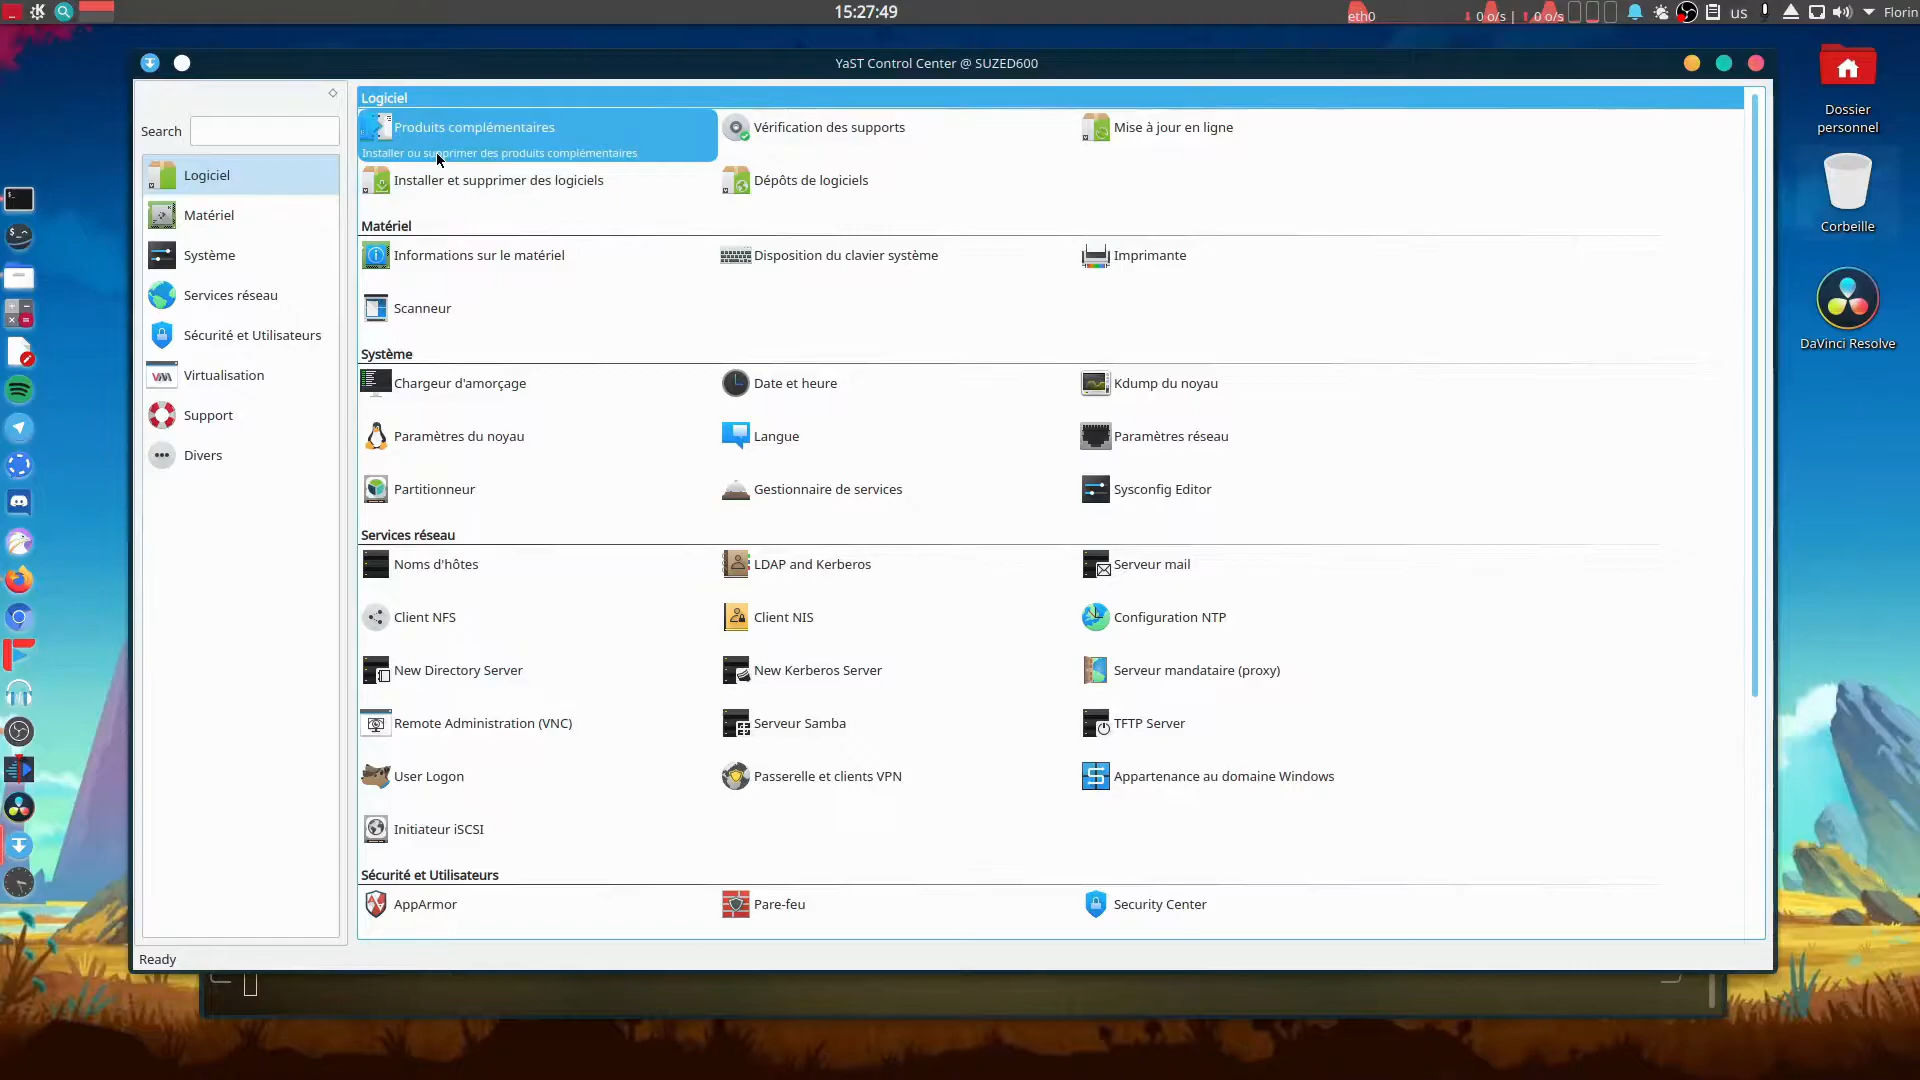 15:27:49
eth0
0 o/s | 0 o/s
US
Florin
YaST Control Center @ SUZED600
Search
Logiciel
Matériel
Système
Services réseau
Sécurité et Utilisateurs
Virtualisation
Support
Divers
Logiciel
Produits complémentaires
Vérification des supports
Mise à jour en ligne
Installer ou supprimer des produits complémentaires
Installer et supprimer des logiciels
Dépôts de logiciels
Matériel
Informations sur le matériel
Disposition du clavier système
Imprimante
Scanneur
Système
Chargeur d'amorçage
Date et heure
Kdump du noyau
Paramètres du noyau
Langue
Paramètres réseau
Partitionneur
Gestionnaire de services
Sysconfig Editor
Services réseau
Noms d'hôtes
LDAP and Kerberos
Serveur mail
Client NFS
Client NIS
Configuration NTP
New Directory Server
New Kerberos Server
Serveur mandataire (proxy)
Remote Administration (VNC)
Serveur Samba
TFTP Server
User Logon
Passerelle et clients VPN
Appartenance au domaine Windows
Initiateur iSCSI
Sécurité et Utilisateurs
AppArmor
Pare-feu
Security Center
Ready
Dossier
personnel
Corbeille
DaVinci Resolve